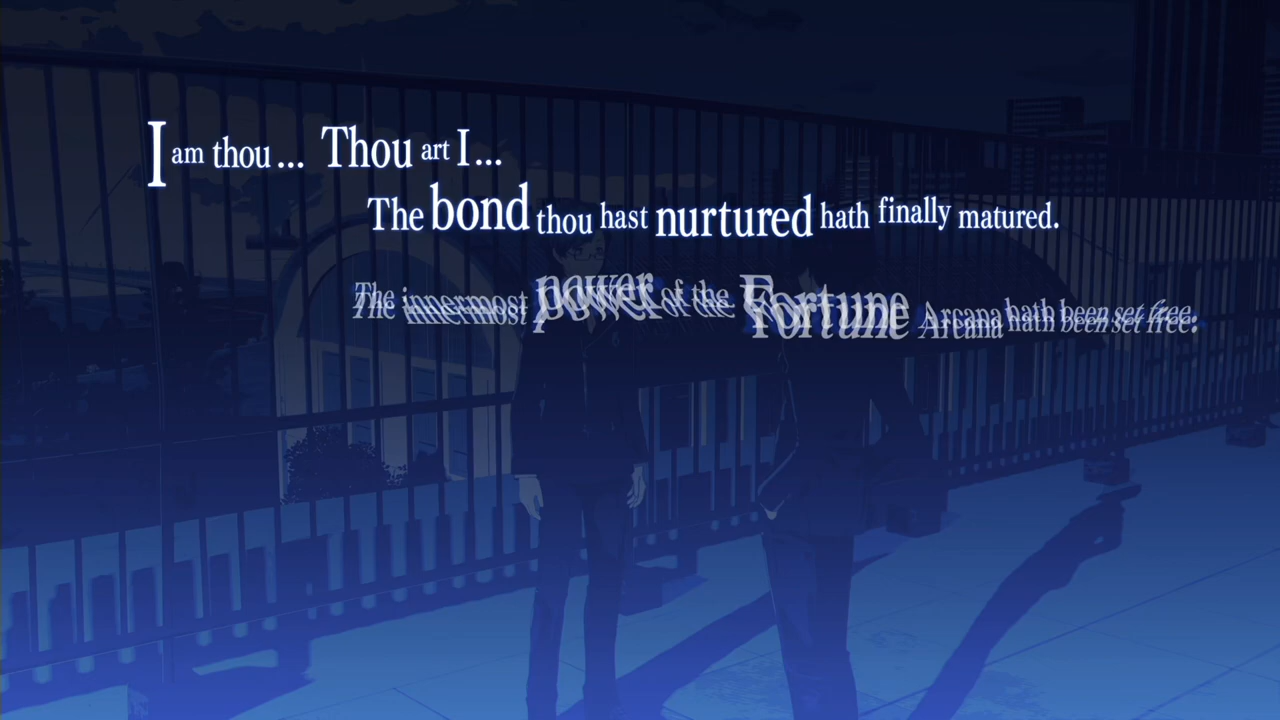 I am thou... Thou art I...
The bond thou hast nurtured hath finally matured.
The innermost power of the Fortune Arcana hath been set free.